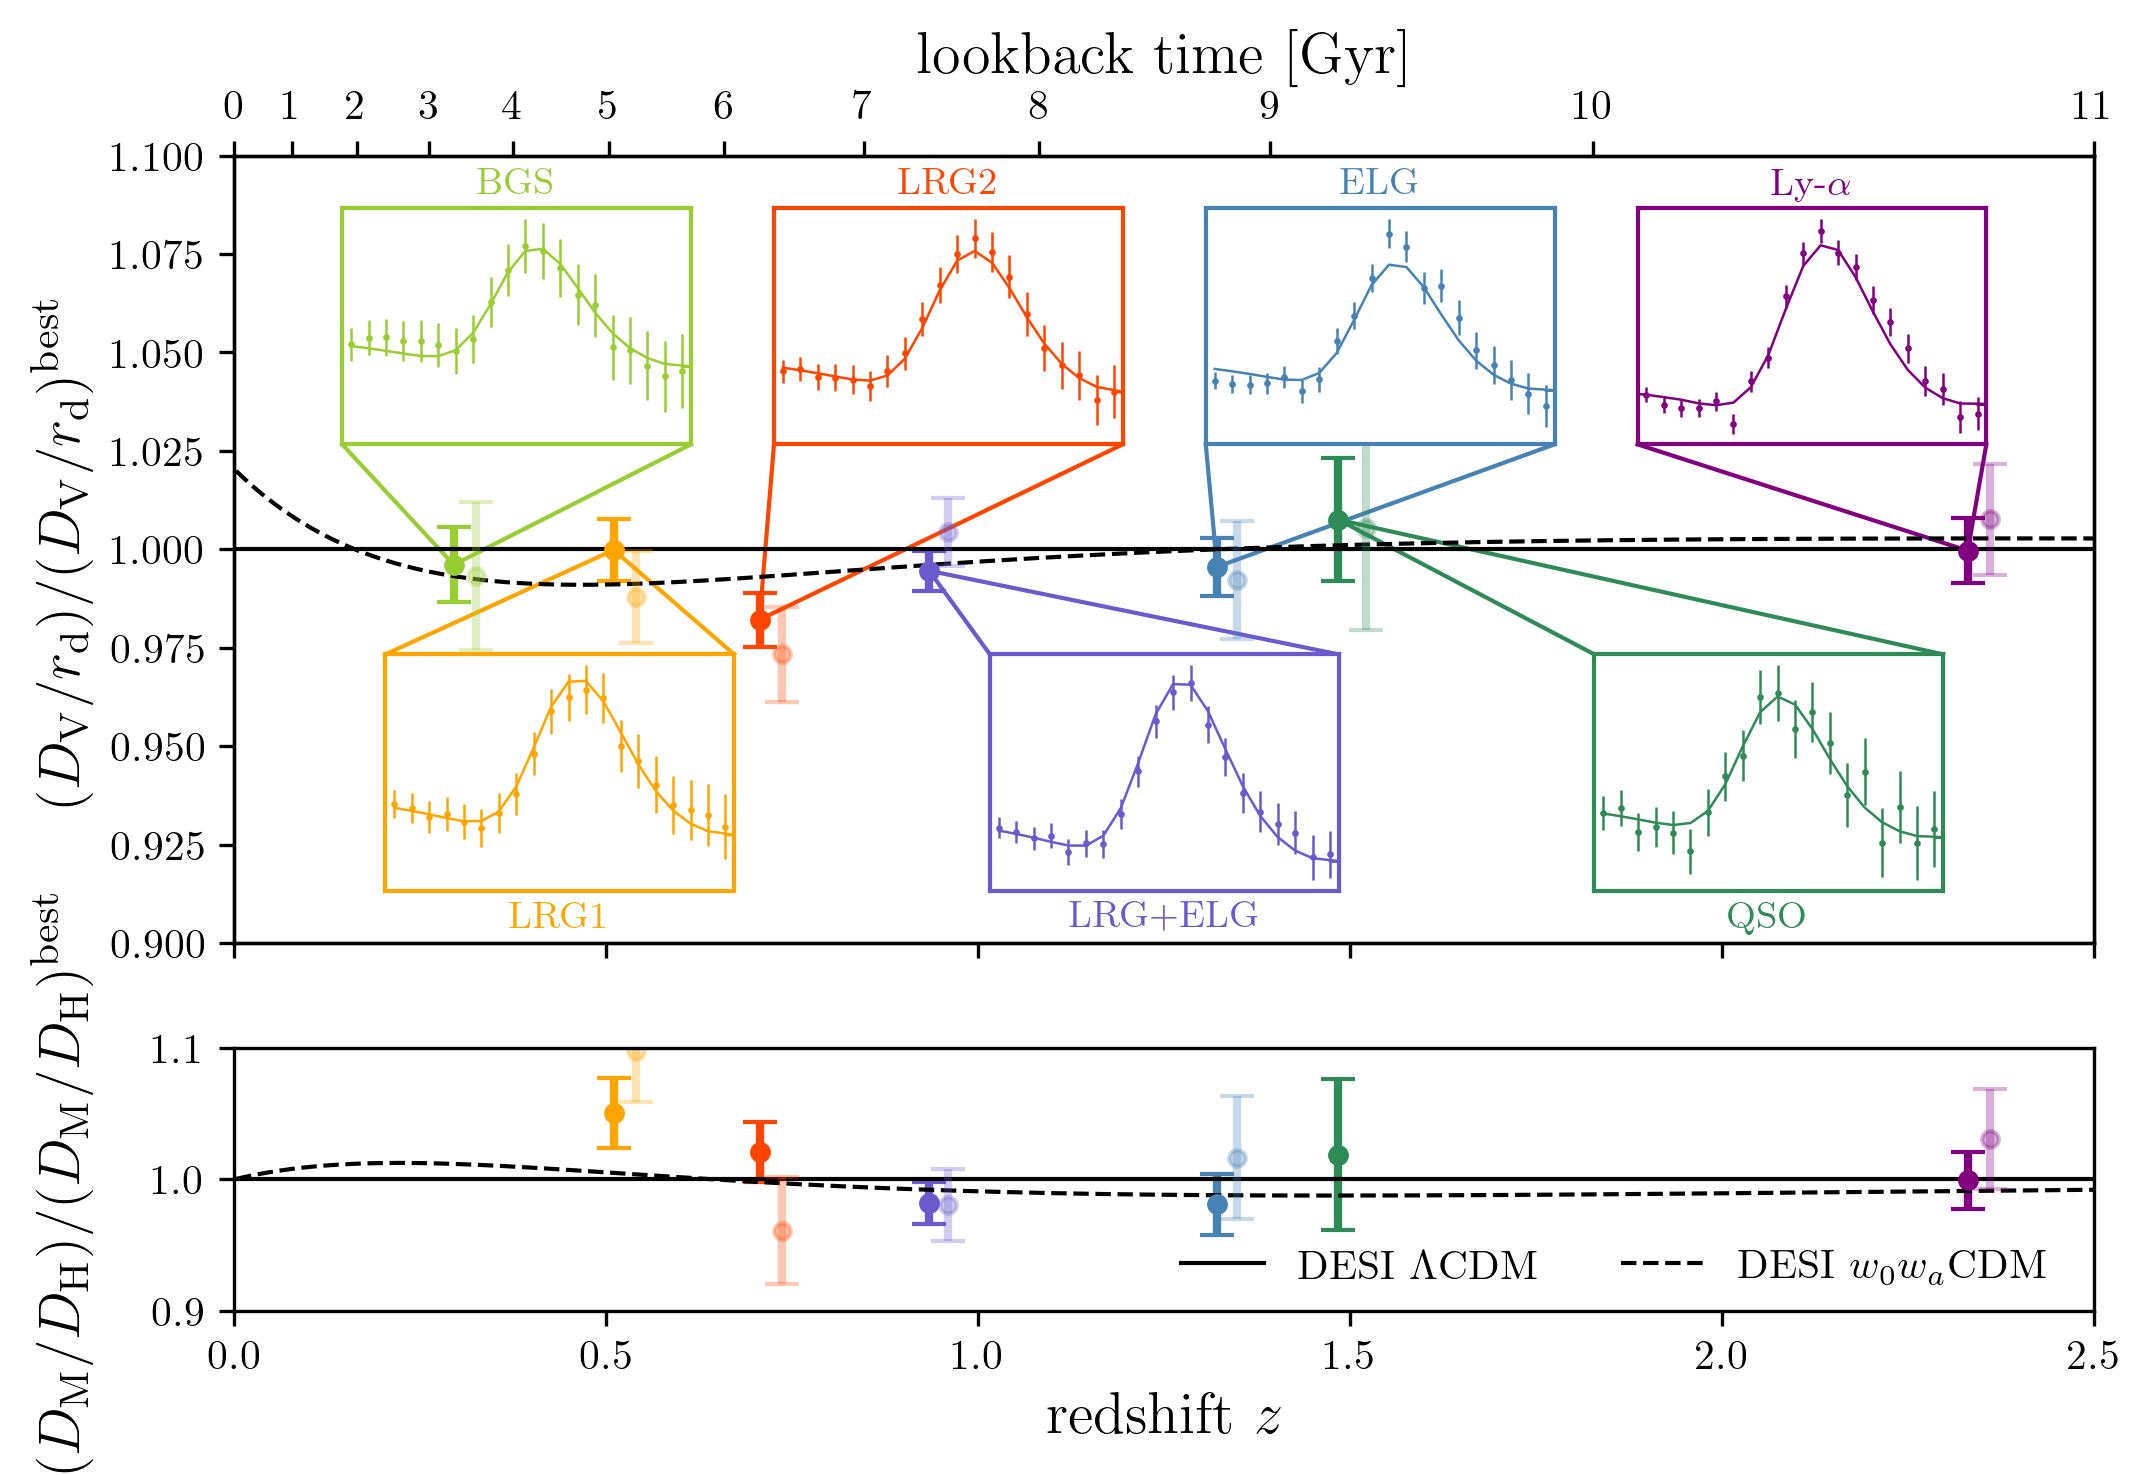 lookback time [Gyr]
0 1 2 3 4 5 6 7 8 9 10 11
(D_V/r_d)/(D_V/r_d)^best
1.100
1.075
1.050
1.025
1.000
0.975
0.950
0.925
0.900
BGS LRG2 ELG Ly-α
LRG1 LRG+ELG QSO
(D_M/D_H)/(D_M/D_H)^best
1.1
1.0
0.9
DESI ΛCDM DESI w_0w_aCDM
0.0 0.5 1.0 1.5 2.0 2.5
redshift z